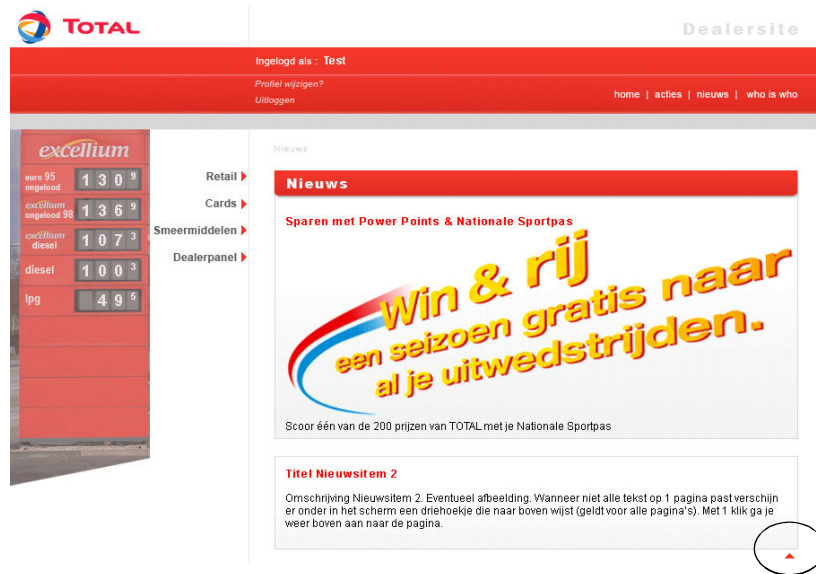 TOTAL
Dealersite
Ingelogd als : Test
Profiel wijzigen?
Uitloggen
home | acties | nieuws | who is who
excellium
euro 95
ongelood
1 3 0 9
excellium
ongelood 98
1 3 6 9
excellium
diesel
1 0 7 3
diesel
1 0 0 3
lpg
4 9 5
Retail
Cards
Smeermiddelen
Dealerpanel
Nieuws
Nieuws
Sparen met Power Points & Nationale Sportpas
Win & rij
een seizoen gratis naar
al je uitwedstrijden.
Scoor één van de 200 prijzen van TOTAL met je Nationale Sportpas
Titel Nieuwsitem 2
Omschrijving Nieuwsitem 2. Eventueel afbeelding. Wanneer niet alle tekst op 1 pagina past verschijn
er onder in het scherm een driehoekje die naar boven wijst (geldt voor alle pagina's). Met 1 klik ga je
weer boven aan naar de pagina.